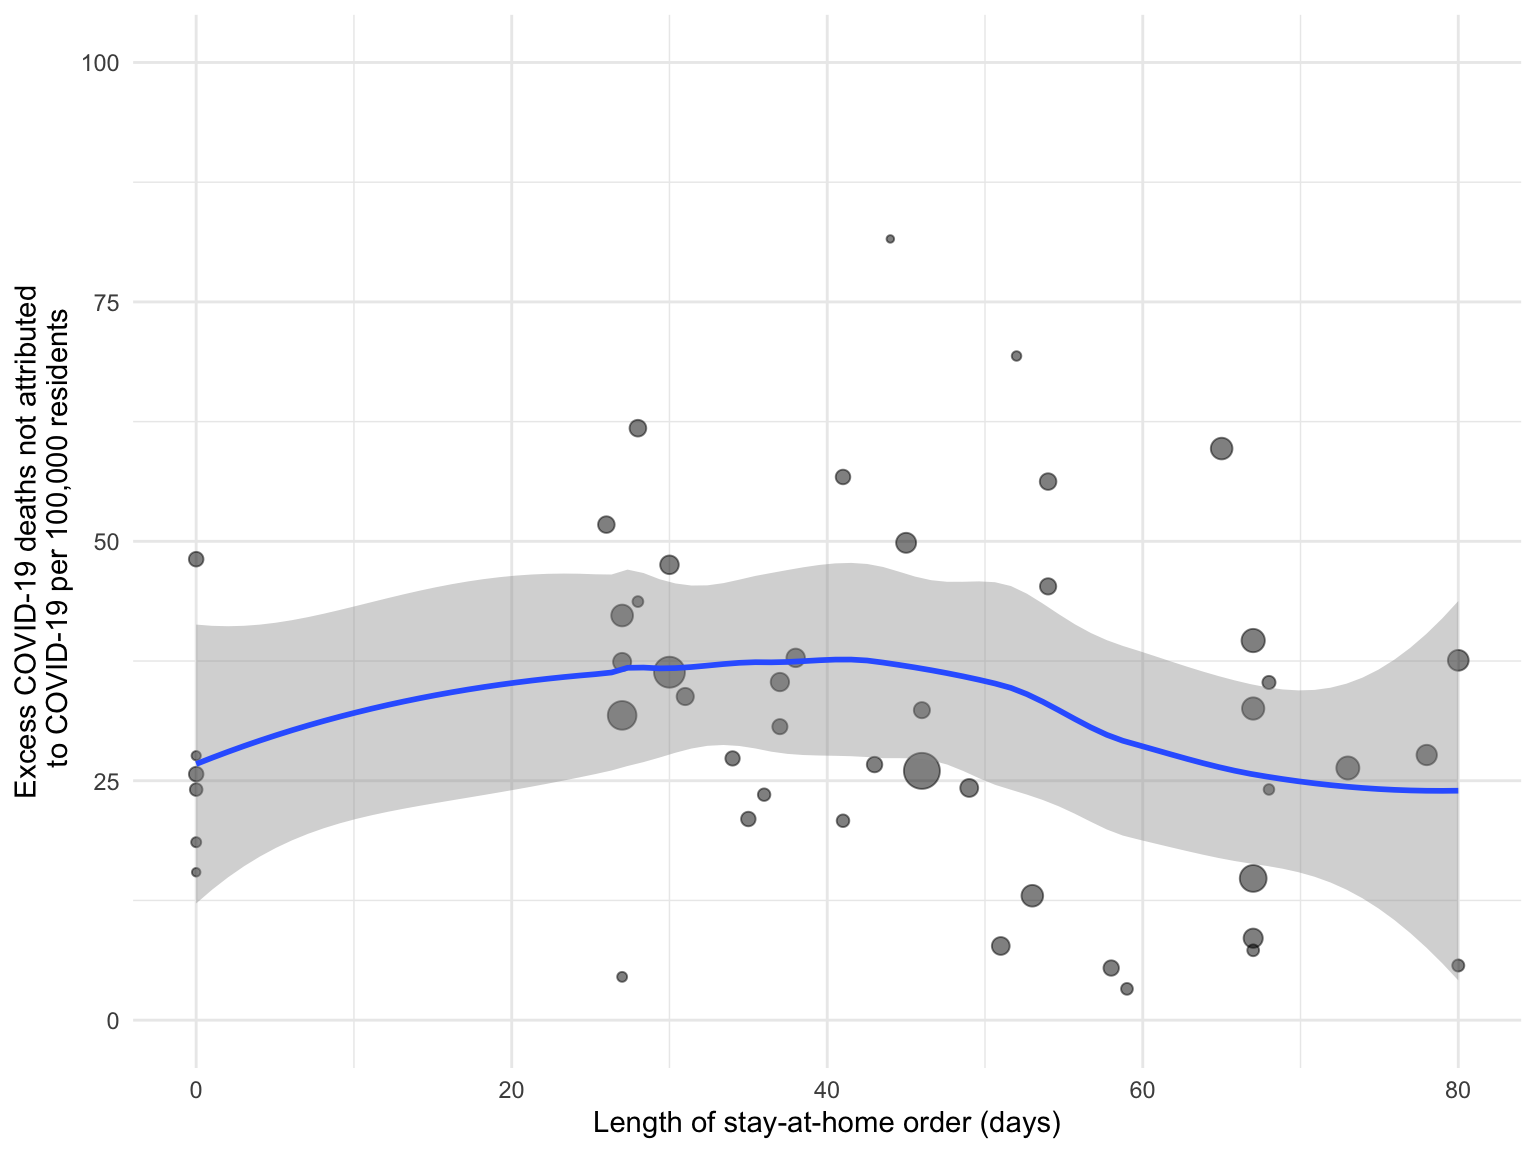 100
75
50
25
0
Excess COVID-19 deaths not attributed
to COVID-19 per 100,000 residents
0 20 40 60 80
Length of stay-at-home order (days)